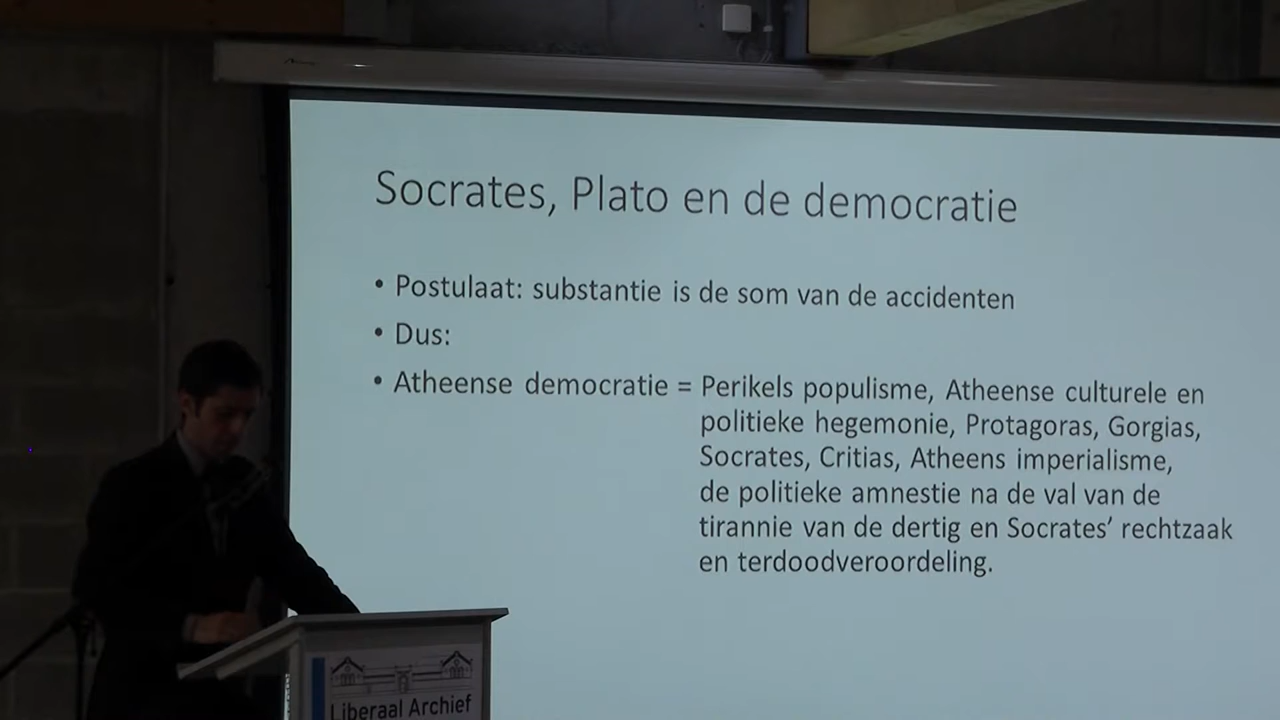 Socrates, Plato en de democratie
• Postulaat: substantie is de som van de accidenten
• Dus:
• Atheense democratie = Perikels populisme, Atheense culturele en
politieke hegemonie, Protagoras, Gorgias,
Socrates, Critias, Atheens imperialisme,
de politieke amnestie na de val van de
tirannie van de dertig en Socrates’ rechtzaak
en terdoodveroordeling.
Liberaal Archief